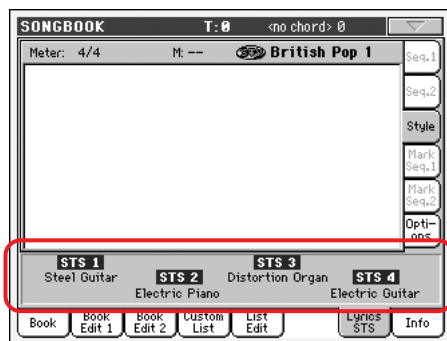 SONGBOOK T:0 <no chord> 0
Meter: 4/4 M: -- British Pop 1
Seq.1
Seq.2
Style
Mark
Seq.1
Mark
Seq.2
Opti-
ons
STS 1 STS 3
Steel Guitar STS 2 Distortion Organ STS 4
Electric Piano Electric Guitar
Book Book Edit 1 Book Edit 2 Custom List List Edit Lyrics STS Info